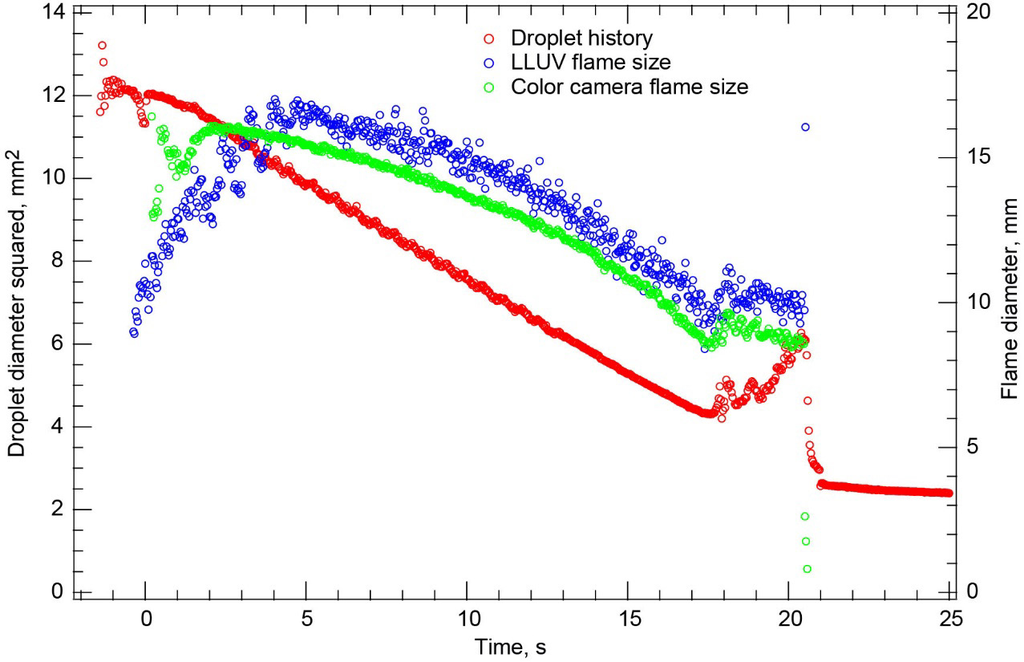 Droplet history
LLUV flame size
Color camera flame size
14
12
10
8
6
4
2
0
Droplet diameter squared, mm2
20
15
10
5
0
Flame diameter, mm
0 5 10 15 20 25
Time, s